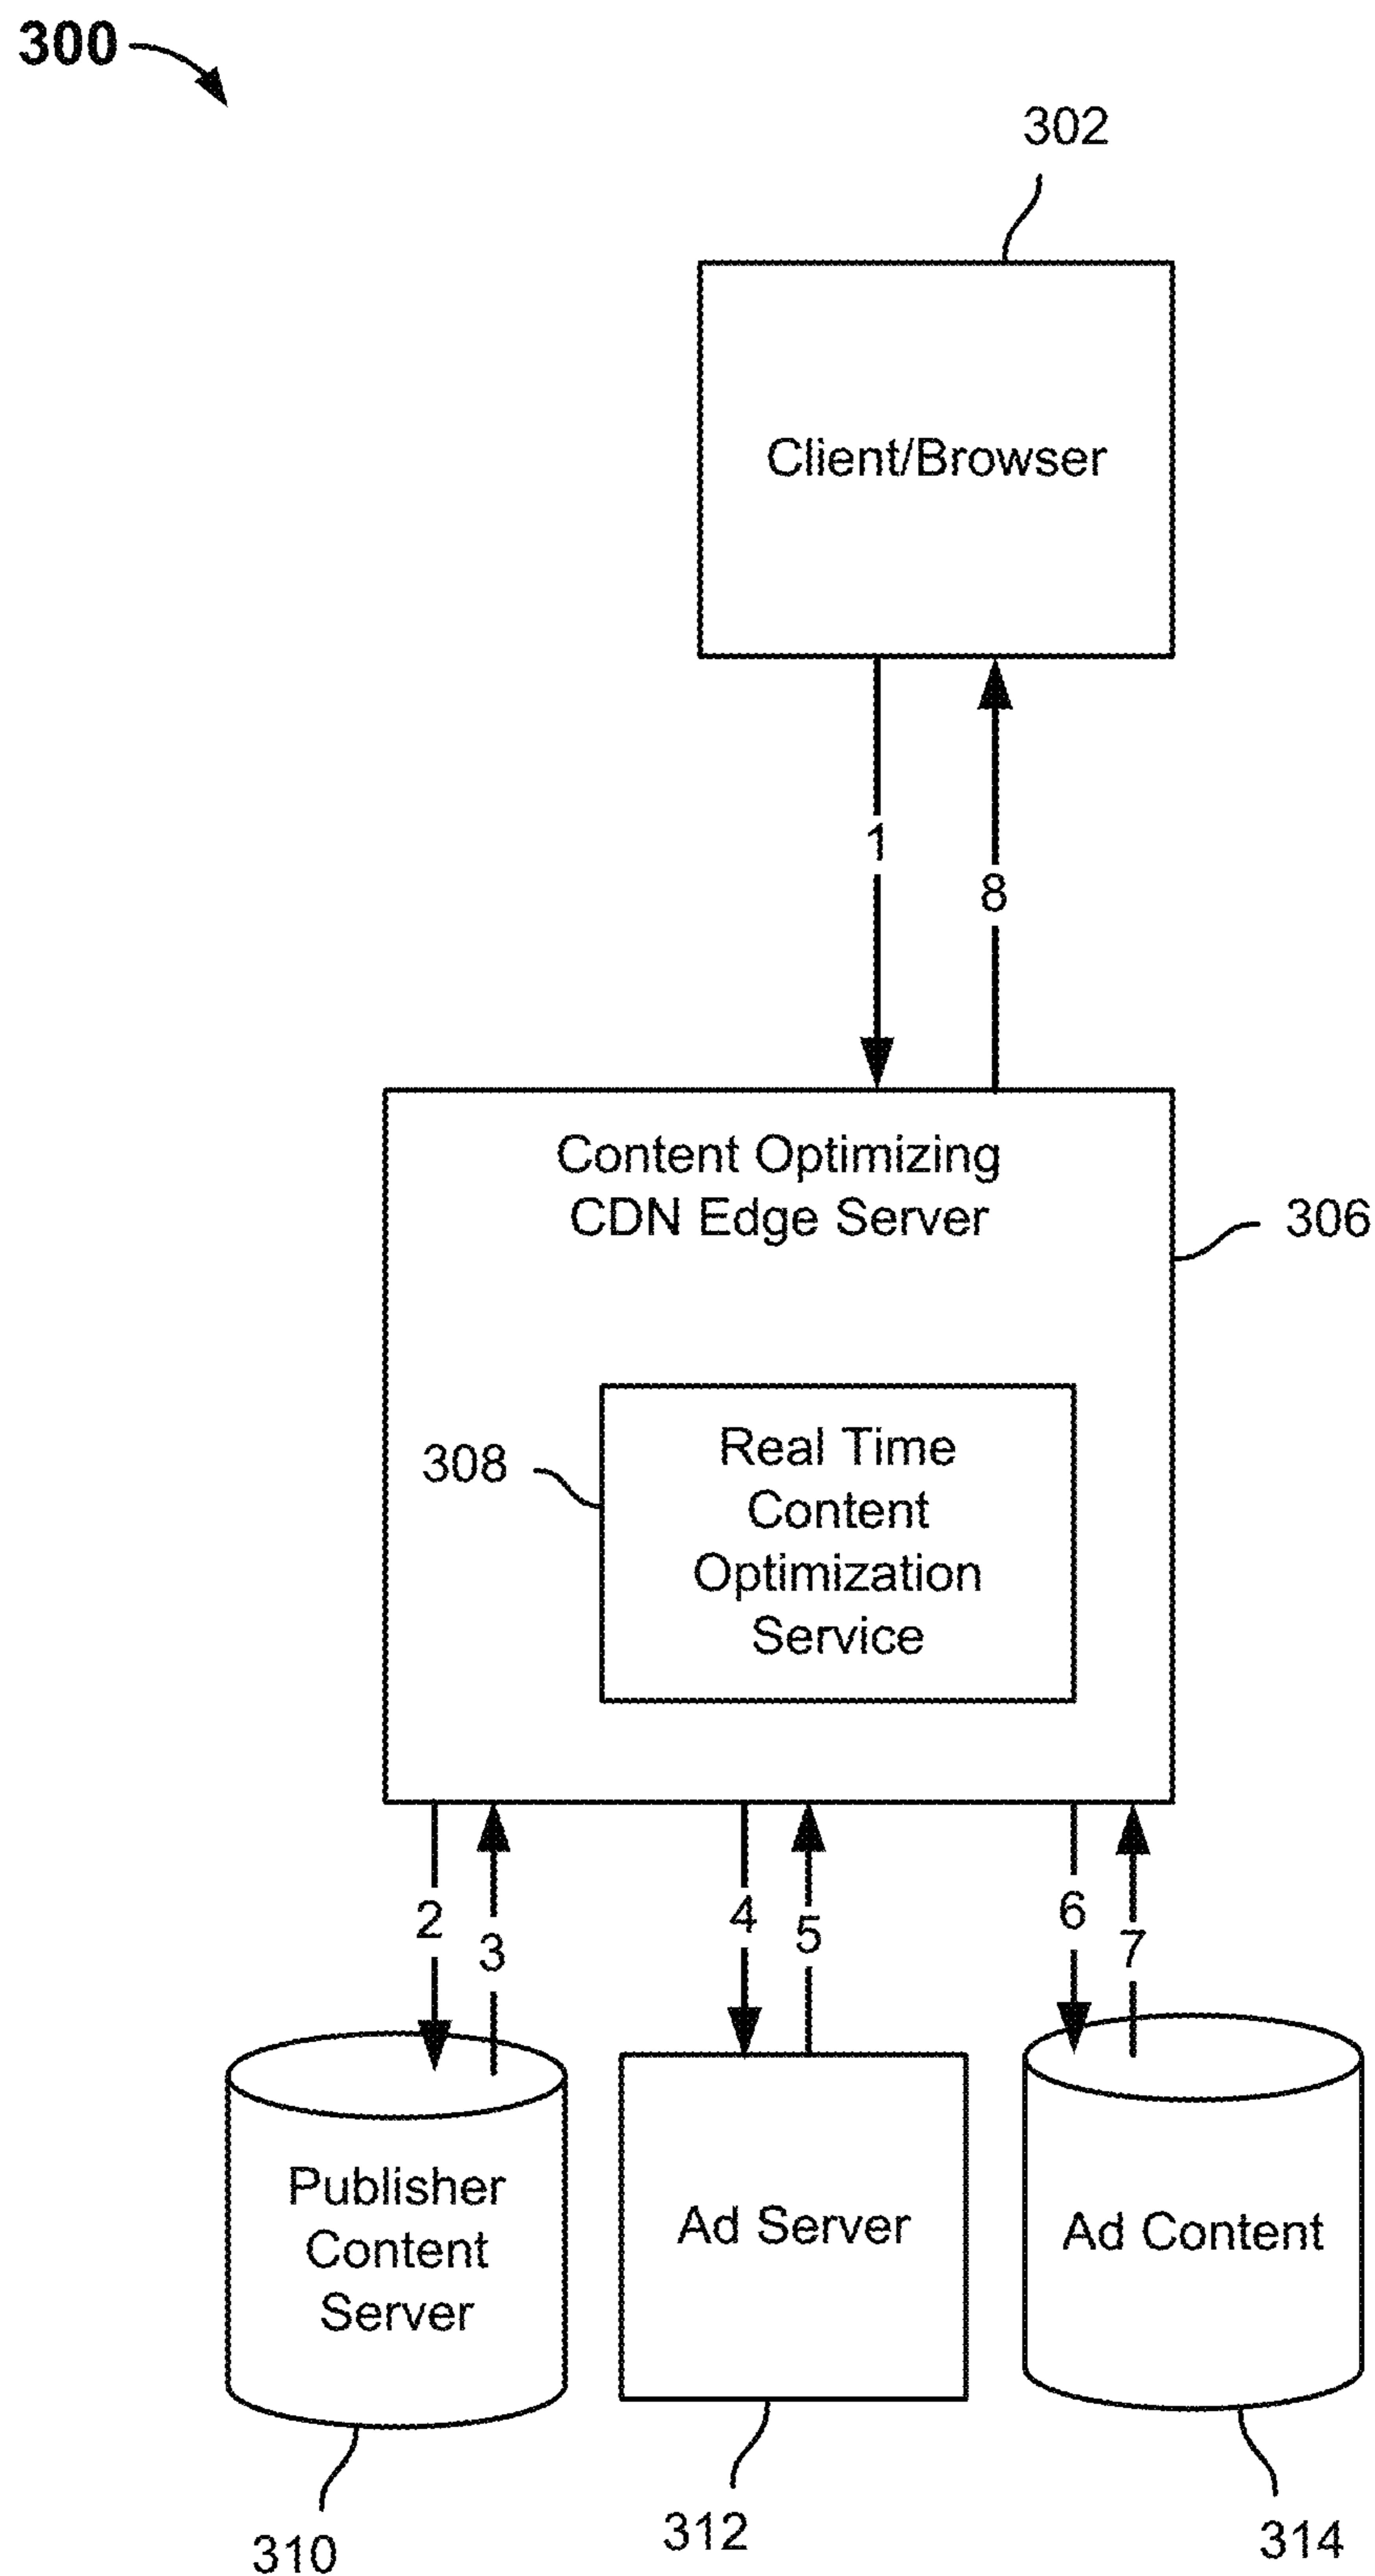 300
302
Client/Browser
1
8
Content Optimizing
CDN Edge Server
306
308
Real Time
Content
Optimization
Service
2
3
4
5
6
7
Publisher
Content
Server
Ad Server
Ad Content
310
312
314